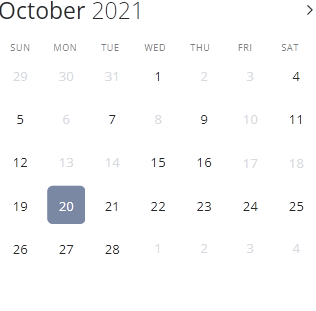 October 2021
SUN MON TUE WED THU FRI SAT
29 30 31 1 2 3 4
5 6 7 8 9 10 11
12 13 14 15 16 17 18
19 20 21 22 23 24 25
26 27 28 1 2 3 4